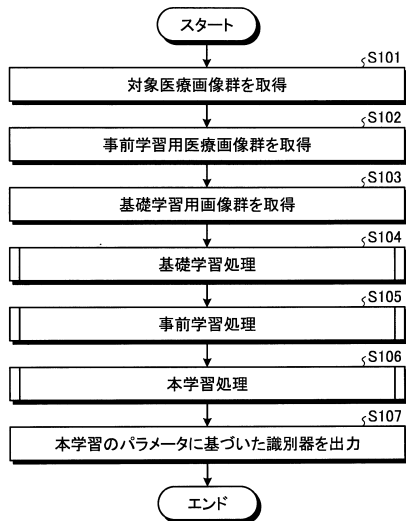 スタート
S101
対象医療画像群を取得
S102
事前学習用医療画像群を取得
S103
基礎学習用画像群を取得
S104
基礎学習処理
S105
事前学習処理
S106
本学習処理
S107
本学習のパラメータに基づいた識別器を出力
エンド